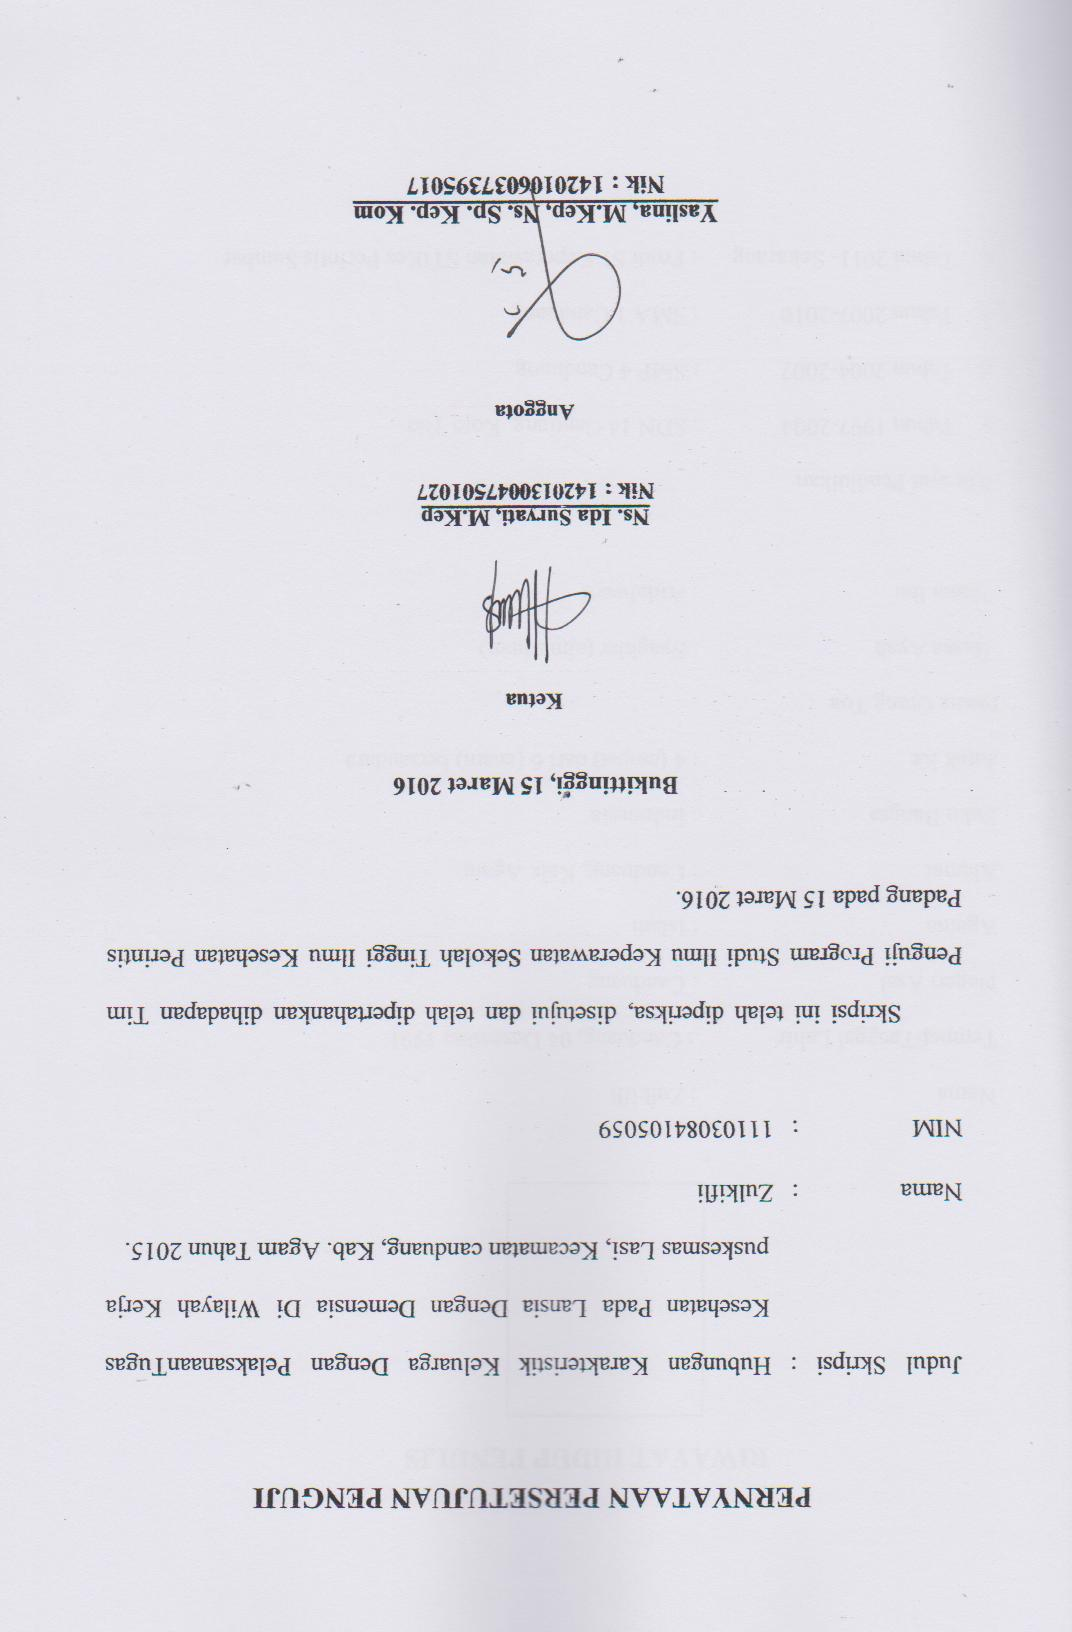 PERNYATAAN PERSETUJUAN PENGUJI
Judul Skripsi : Hubungan Karakteristik Keluarga Dengan PelaksanaanTugas
Kesehatan Pada Lansia Dengan Demensia Di Wilayah Kerja
puskesmas Lasi, Kecamatan canduang, Kab. Agam Tahun 2015.
Nama : Zulkifli
NIM : 11103084105059
Skripsi ini telah diperiksa, disetujui dan telah dipertahankan dihadapan Tim
Penguji Program Studi Ilmu Keperawatan Sekolah Tinggi Ilmu Kesehatan Perintis
Padang pada 15 Maret 2016.
Bukittinggi, 15 Maret 2016
Ketua
Ns. Ida Suryati, M.Kep
Nik : 1420130047501027
Anggota
Yaslina, M.Kep, Ns. Sp. Kep. Kom
Nik : 1420106037395017